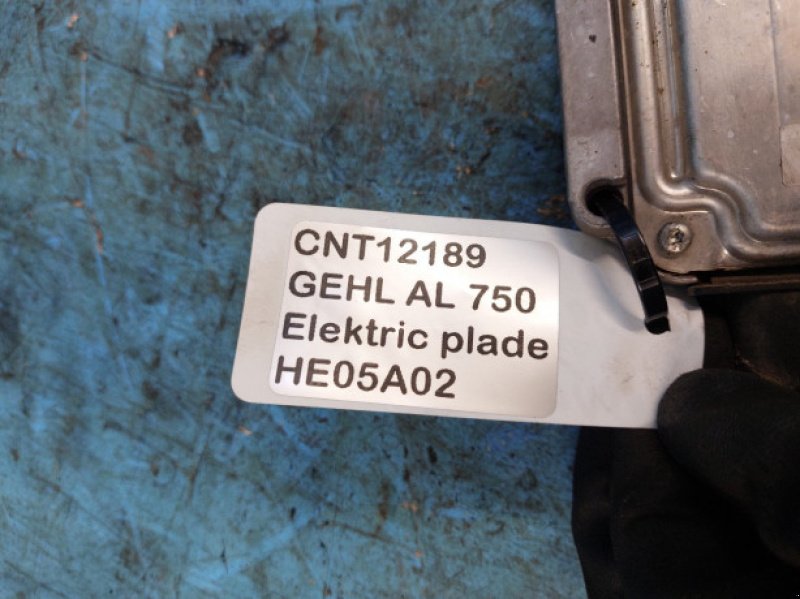 CNT12189
GEHL AL 750
Elektric plade
HE05A02